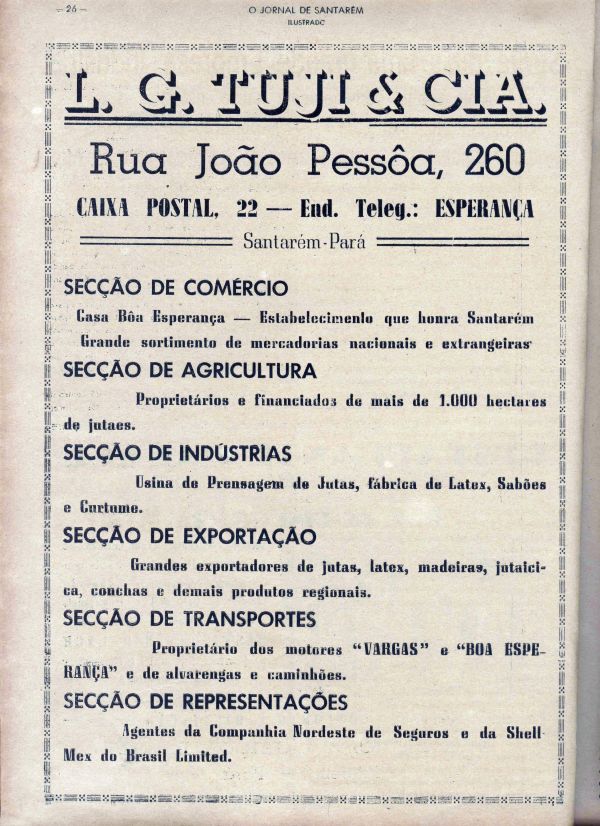 — 26 —
O JORNAL DE SANTARÉM
ILUSTRADO
L. G. TUJI & CIA.
Rua João Pessôa, 260
CAIXA POSTAL, 22 — End. Teleg.: ESPERANÇA
Santarém-Pará
SECÇÃO DE COMÉRCIO
Casa Bôa Esperança — Estabelecimento que honra Santarém
Grande sortimento de mercadorias nacionais e extrangeiras
SECÇÃO DE AGRICULTURA
Proprietários e financiados de mais de 1.000 hectares
de jutaes.
SECÇÃO DE INDÚSTRIAS
Usina de Prensagem de Jutas, fábrica de Latex, Sabões
e Curtume.
SECÇÃO DE EXPORTAÇÃO
Grandes exportadores de jutas, latex, madeiras, jutaici-
ca, conchas e demais produtos regionais.
SECÇÃO DE TRANSPORTES
Proprietário dos motores “VARGAS” e “BOA ESPE-
RANÇA” e de alvarengas e caminhões.
SECÇÃO DE REPRESENTAÇÕES
Agentes da Companhia Nordeste de Seguros e da Shell-
Mex do Brasil Limited.